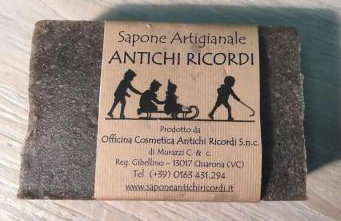 Sapone Artigianale
ANTICHI RICORDI
Prodotto da
Officina Cosmetica Antichi Ricordi S.n.c.
di Murazzi C. & c.
Reg. Gibellino – 13017 Quarona (VC)
Tel. (+39) 0163 431.294
www.saponeantichiricordi.it